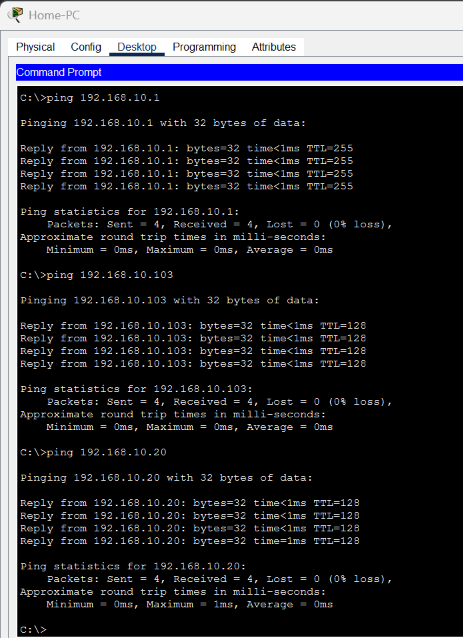 Home-PC
Physical Config Desktop Programming Attributes
Command Prompt
C:\>ping 192.168.10.1
Pinging 192.168.10.1 with 32 bytes of data:
Reply from 192.168.10.1: bytes=32 time<1ms TTL=255
Reply from 192.168.10.1: bytes=32 time<1ms TTL=255
Reply from 192.168.10.1: bytes=32 time<1ms TTL=255
Reply from 192.168.10.1: bytes=32 time<1ms TTL=255
Ping statistics for 192.168.10.1:
Packets: Sent = 4, Received = 4, Lost = 0 (0% loss),
Approximate round trip times in milli-seconds:
Minimum = 0ms, Maximum = 0ms, Average = 0ms
C:\>ping 192.168.10.103
Pinging 192.168.10.103 with 32 bytes of data:
Reply from 192.168.10.103: bytes=32 time<1ms TTL=128
Reply from 192.168.10.103: bytes=32 time<1ms TTL=128
Reply from 192.168.10.103: bytes=32 time<1ms TTL=128
Reply from 192.168.10.103: bytes=32 time<1ms TTL=128
Ping statistics for 192.168.10.103:
Packets: Sent = 4, Received = 4, Lost = 0 (0% loss),
Approximate round trip times in milli-seconds:
Minimum = 0ms, Maximum = 0ms, Average = 0ms
C:\>ping 192.168.10.20
Pinging 192.168.10.20 with 32 bytes of data:
Reply from 192.168.10.20: bytes=32 time<1ms TTL=128
Reply from 192.168.10.20: bytes=32 time<1ms TTL=128
Reply from 192.168.10.20: bytes=32 time=1ms TTL=128
Reply from 192.168.10.20: bytes=32 time=1ms TTL=128
Ping statistics for 192.168.10.20:
Packets: Sent = 4, Received = 4, Lost = 0 (0% loss),
Approximate round trip times in milli-seconds:
Minimum = 0ms, Maximum = 1ms, Average = 0ms
C:\>